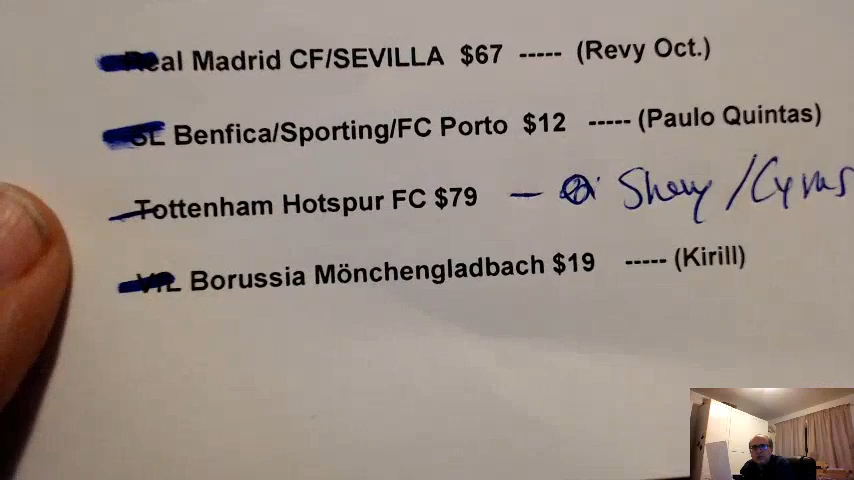 Real Madrid CF/SEVILLA $67 ----- (Revy Oct.)
SL Benfica/Sporting/FC Porto $12 ----- (Paulo Quintas)
Tottenham Hotspur FC $79 — /Cyrus
VfL Borussia Mönchengladbach $19 ----- (Kirill)